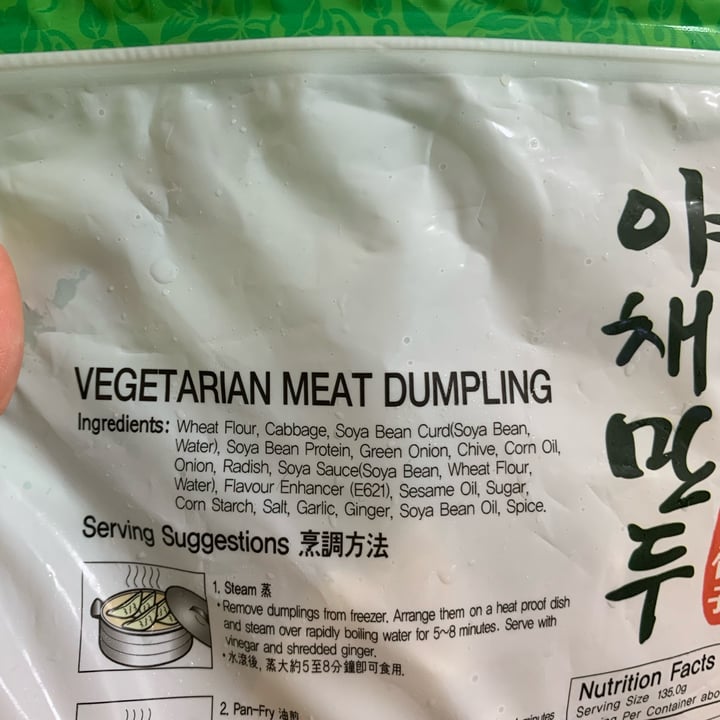 VEGETARIAN MEAT DUMPLING
Ingredients: Wheat Flour, Cabbage, Soya Bean Curd(Soya Bean,
Water), Soya Bean Protein, Green Onion, Chive, Corn Oil,
Onion, Radish, Soya Sauce(Soya Bean, Wheat Flour,
Water), Flavour Enhancer (E621), Sesame Oil, Sugar,
Corn Starch, Salt, Garlic, Ginger, Soya Bean Oil, Spice.
Serving Suggestions 烹調方法
1. Steam 蒸
•Remove dumplings from freezer. Arrange them on a heat proof dish
and steam over rapidly boiling water for 5~8 minutes. Serve with
vinegar and shredded ginger.
•水滾後, 蒸大約5至8分鐘即可食用.
2. Pan-Fry 油煎
minutes
야채만두
Nutrition Facts
Serving Size 135.0g
Per Container